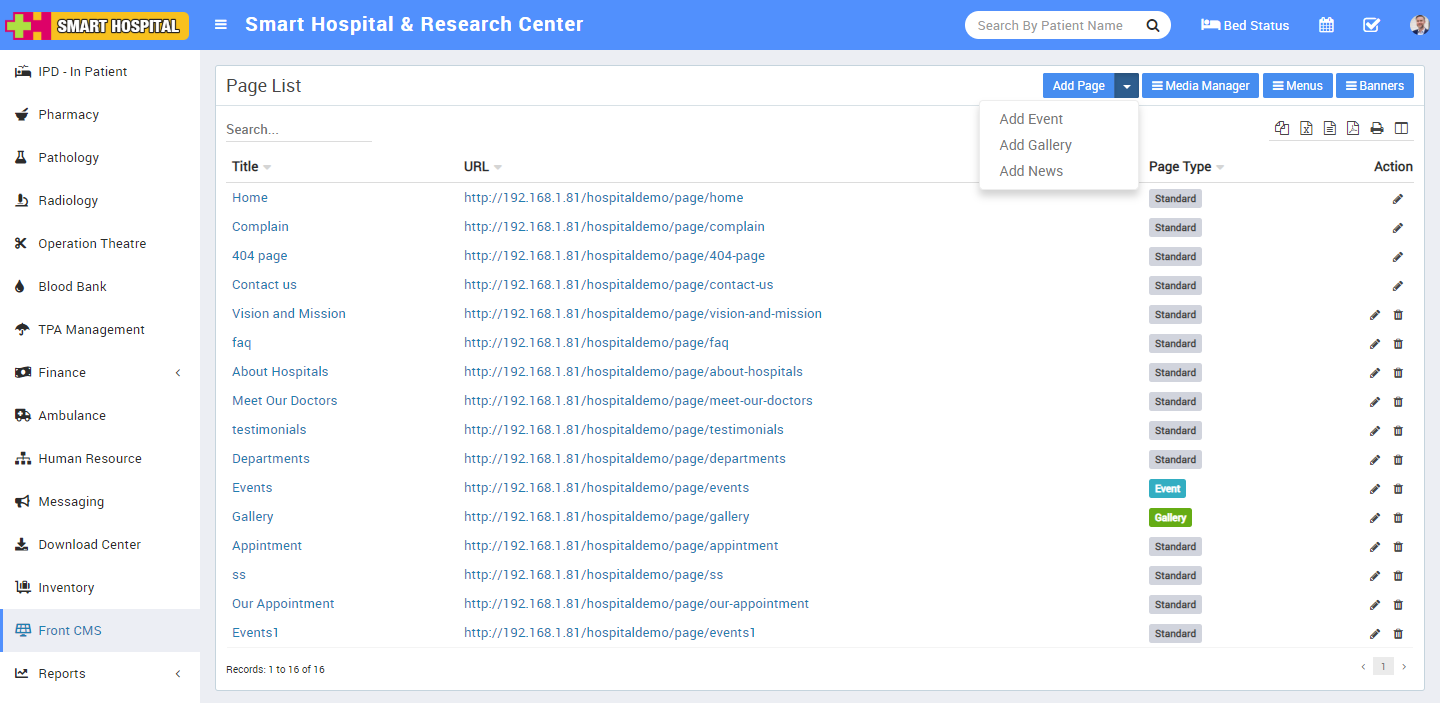 SMART HOSPITAL
Smart Hospital & Research Center
Search By Patient Name
Bed Status
IPD - In Patient
Pharmacy
Pathology
Radiology
Operation Theatre
Blood Bank
TPA Management
Finance
Ambulance
Human Resource
Messaging
Download Center
Inventory
Front CMS
Reports
Page List
Add Page Media Manager Menus Banners
Add Event
Add Gallery
Add News
Search...
Title URL Page Type Action
Home http://192.168.1.81/hospitaldemo/page/home Standard
Complain http://192.168.1.81/hospitaldemo/page/complain Standard
404 page http://192.168.1.81/hospitaldemo/page/404-page Standard
Contact us http://192.168.1.81/hospitaldemo/page/contact-us Standard
Vision and Mission http://192.168.1.81/hospitaldemo/page/vision-and-mission Standard
faq http://192.168.1.81/hospitaldemo/page/faq Standard
About Hospitals http://192.168.1.81/hospitaldemo/page/about-hospitals Standard
Meet Our Doctors http://192.168.1.81/hospitaldemo/page/meet-our-doctors Standard
testimonials http://192.168.1.81/hospitaldemo/page/testimonials Standard
Departments http://192.168.1.81/hospitaldemo/page/departments Standard
Events http://192.168.1.81/hospitaldemo/page/events Event
Gallery http://192.168.1.81/hospitaldemo/page/gallery Gallery
Appintment http://192.168.1.81/hospitaldemo/page/appintment Standard
ss http://192.168.1.81/hospitaldemo/page/ss Standard
Our Appointment http://192.168.1.81/hospitaldemo/page/our-appointment Standard
Events1 http://192.168.1.81/hospitaldemo/page/events1 Standard
Records: 1 to 16 of 16
1